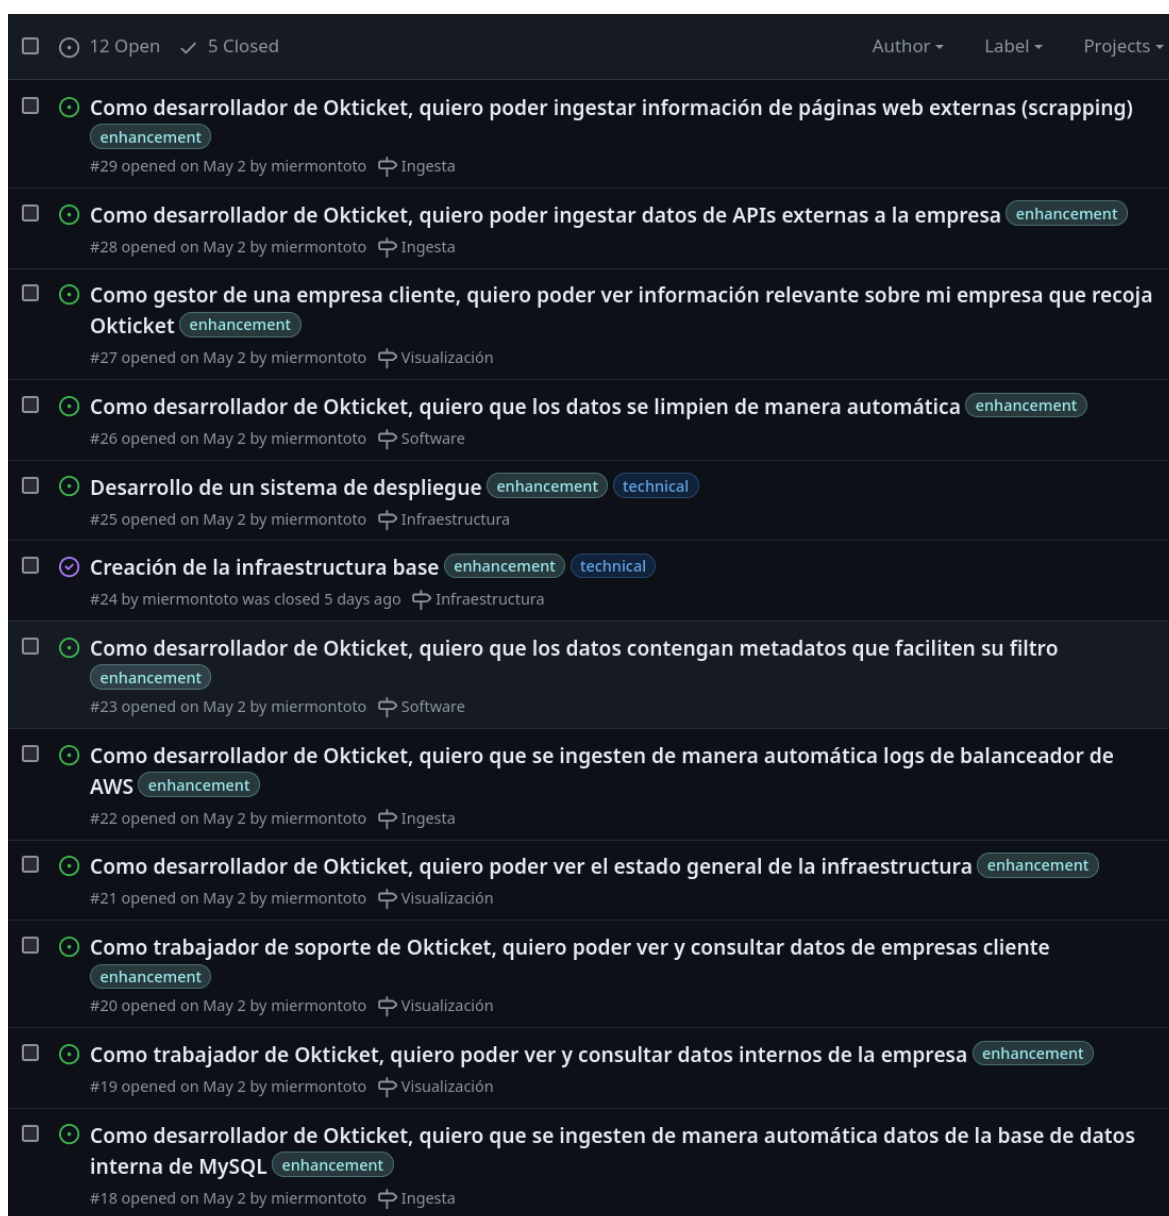 12 Open 5 Closed Author Label Projects
Como desarrollador de Okticket, quiero poder ingestar información de páginas web externas (scrapping)
enhancement
#29 opened on May 2 by miermontoto Ingesta
Como desarrollador de Okticket, quiero poder ingestar datos de APIs externas a la empresa enhancement
#28 opened on May 2 by miermontoto Ingesta
Como gestor de una empresa cliente, quiero poder ver información relevante sobre mi empresa que recoja
Okticket enhancement
#27 opened on May 2 by miermontoto Visualización
Como desarrollador de Okticket, quiero que los datos se limpien de manera automática enhancement
#26 opened on May 2 by miermontoto Software
Desarrollo de un sistema de despliegue enhancement technical
#25 opened on May 2 by miermontoto Infraestructura
Creación de la infraestructura base enhancement technical
#24 by miermontoto was closed 5 days ago Infraestructura
Como desarrollador de Okticket, quiero que los datos contengan metadatos que faciliten su filtro
enhancement
#23 opened on May 2 by miermontoto Software
Como desarrollador de Okticket, quiero que se ingesten de manera automática logs de balanceador de
AWS enhancement
#22 opened on May 2 by miermontoto Ingesta
Como desarrollador de Okticket, quiero poder ver el estado general de la infraestructura enhancement
#21 opened on May 2 by miermontoto Visualización
Como trabajador de soporte de Okticket, quiero poder ver y consultar datos de empresas cliente
enhancement
#20 opened on May 2 by miermontoto Visualización
Como trabajador de Okticket, quiero poder ver y consultar datos internos de la empresa enhancement
#19 opened on May 2 by miermontoto Visualización
Como desarrollador de Okticket, quiero que se ingesten de manera automática datos de la base de datos
interna de MySQL enhancement
#18 opened on May 2 by miermontoto Ingesta